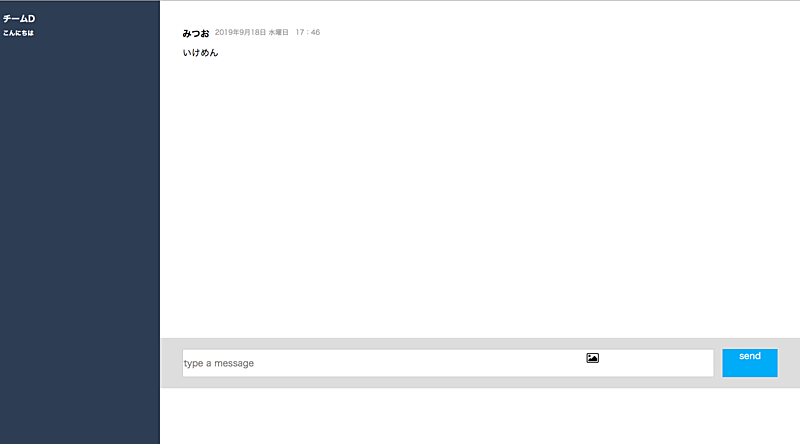 チームD
こんにちは
みつお 2019年9月18日 水曜日　17：46
いけめん
type a message
send